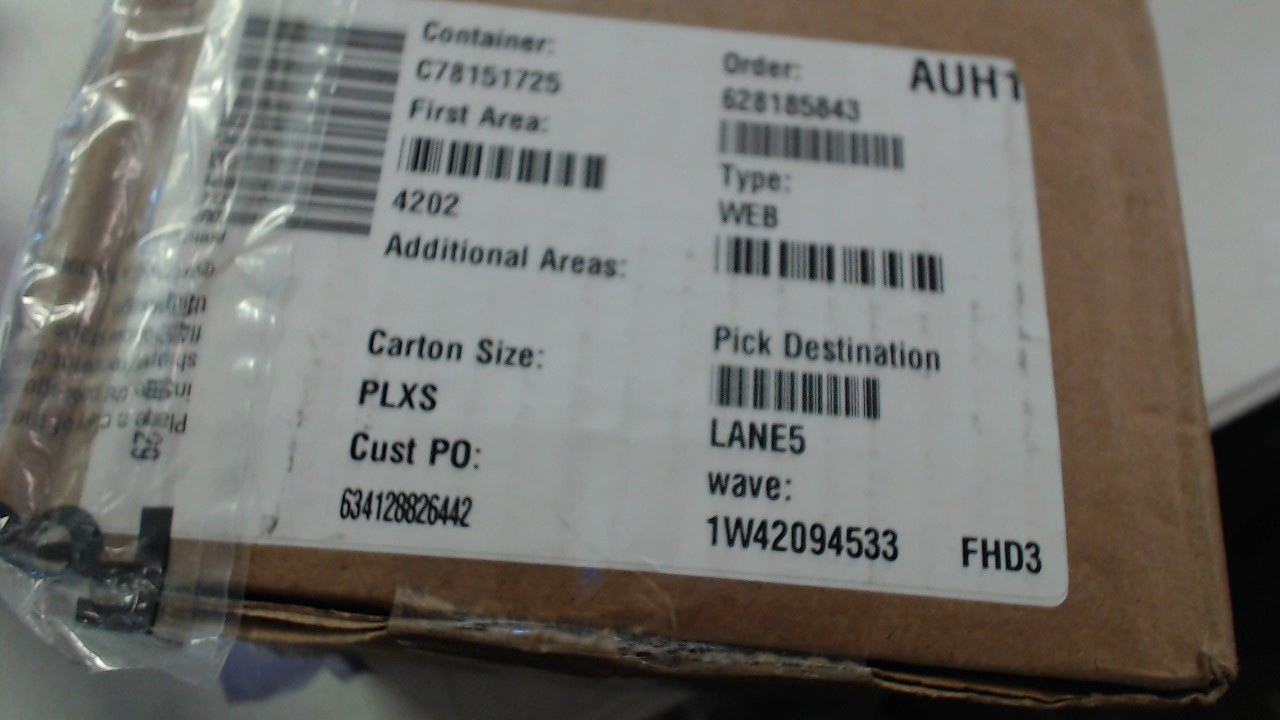 Container:
C78151725
First Area:
4202
Additional Areas:
Carton Size:
PLXS
Cust PO:
634128826442
Order:
628185843
Type:
WEB
Pick Destination
LANE5
wave:
1W42094533
AUH1
FHD3
29